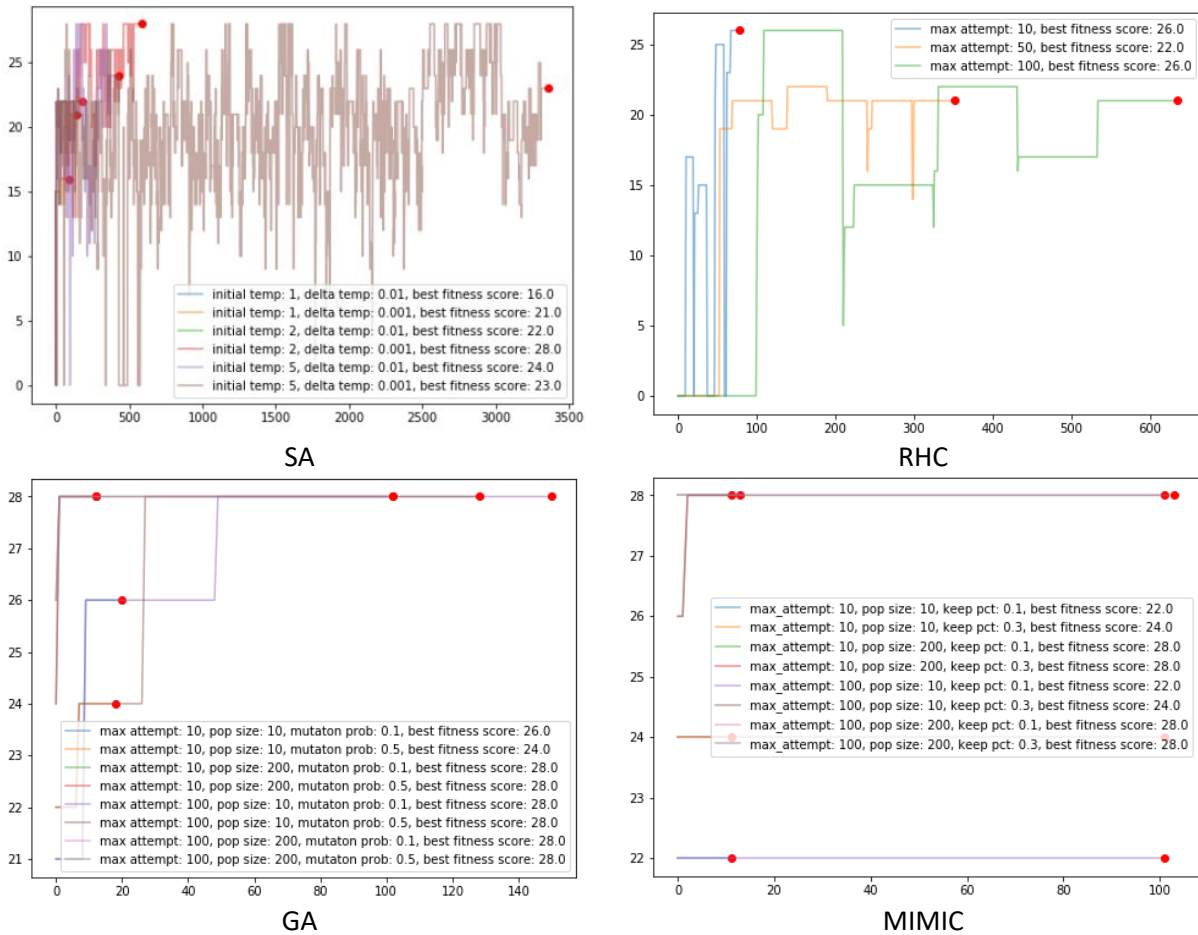 25
20
15
10
5
0
initial temp: 1, delta temp: 0.01, best fitness score: 16.0
initial temp: 1, delta temp: 0.001, best fitness score: 21.0
initial temp: 2, delta temp: 0.01, best fitness score: 22.0
initial temp: 2, delta temp: 0.001, best fitness score: 28.0
initial temp: 5, delta temp: 0.01, best fitness score: 24.0
initial temp: 5, delta temp: 0.001, best fitness score: 23.0
0 500 1000 1500 2000 2500 3000 3500
SA
25
20
15
10
5
0
max attempt: 10, best fitness score: 26.0
max attempt: 50, best fitness score: 22.0
max attempt: 100, best fitness score: 26.0
0 100 200 300 400 500 600
RHC
28
27
26
25
24
23
22
21
max attempt: 10, pop size: 10, mutaton prob: 0.1, best fitness score: 26.0
max attempt: 10, pop size: 10, mutaton prob: 0.5, best fitness score: 24.0
max attempt: 10, pop size: 200, mutaton prob: 0.1, best fitness score: 28.0
max attempt: 10, pop size: 200, mutaton prob: 0.5, best fitness score: 28.0
max attempt: 100, pop size: 10, mutaton prob: 0.1, best fitness score: 28.0
max attempt: 100, pop size: 10, mutaton prob: 0.5, best fitness score: 28.0
max attempt: 100, pop size: 200, mutaton prob: 0.1, best fitness score: 28.0
max attempt: 100, pop size: 200, mutaton prob: 0.5, best fitness score: 28.0
0 20 40 60 80 100 120 140
GA
28
27
26
25
24
23
22
max_attempt: 10, pop size: 10, keep pct: 0.1, best fitness score: 22.0
max_attempt: 10, pop size: 10, keep pct: 0.3, best fitness score: 24.0
max_attempt: 10, pop size: 200, keep pct: 0.1, best fitness score: 28.0
max_attempt: 10, pop size: 200, keep pct: 0.3, best fitness score: 28.0
max_attempt: 100, pop size: 10, keep pct: 0.1, best fitness score: 22.0
max_attempt: 100, pop size: 10, keep pct: 0.3, best fitness score: 24.0
max_attempt: 100, pop size: 200, keep pct: 0.1, best fitness score: 28.0
max_attempt: 100, pop size: 200, keep pct: 0.3, best fitness score: 28.0
0 20 40 60 80 100
MIMIC